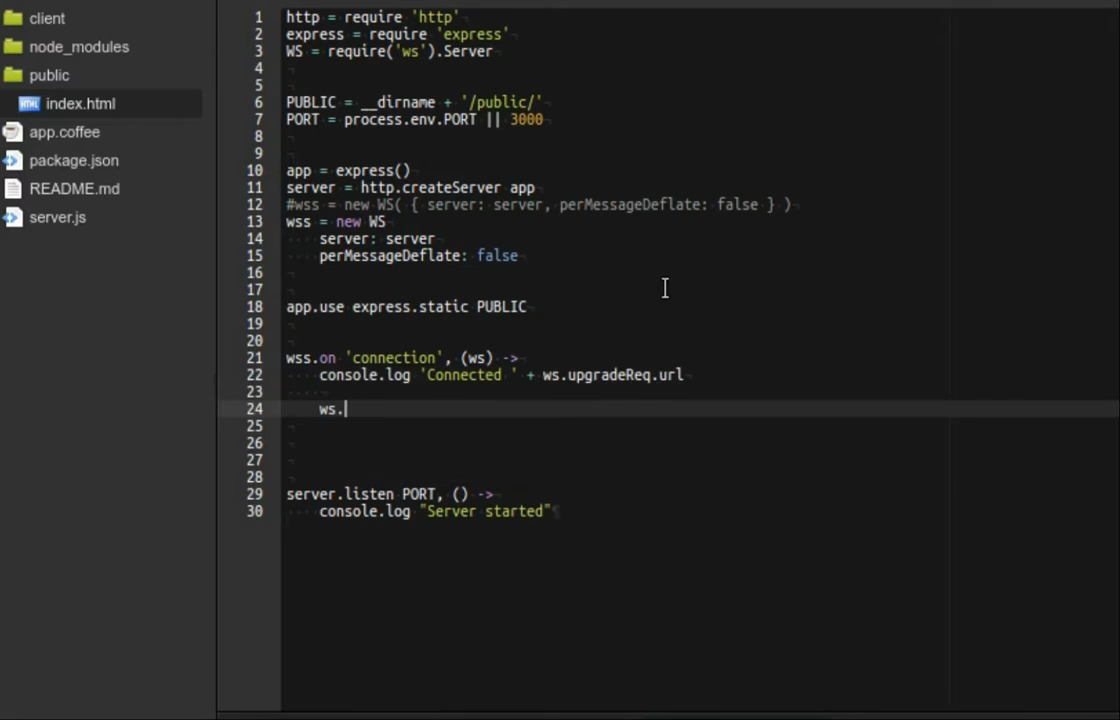 client
node_modules
public
index.html
app.coffee
package.json
README.md
server.js
1 http = require 'http'
2 express = require 'express'
3 WS = require('ws').Server
4
5
6 PUBLIC = __dirname + '/public/'
7 PORT = process.env.PORT || 3000
8
9
10 app = express()
11 server = http.createServer app
12 #wss = new WS( { server: server, perMessageDeflate: false } )
13 wss = new WS
14     server: server
15     perMessageDeflate: false
16
17
18 app.use express.static PUBLIC
19
20
21 wss.on 'connection', (ws) ->
22     console.log 'Connected ' + ws.upgradeReq.url
23
24     ws.
25
26
27
28
29 server.listen PORT, () ->
30     console.log "Server started"